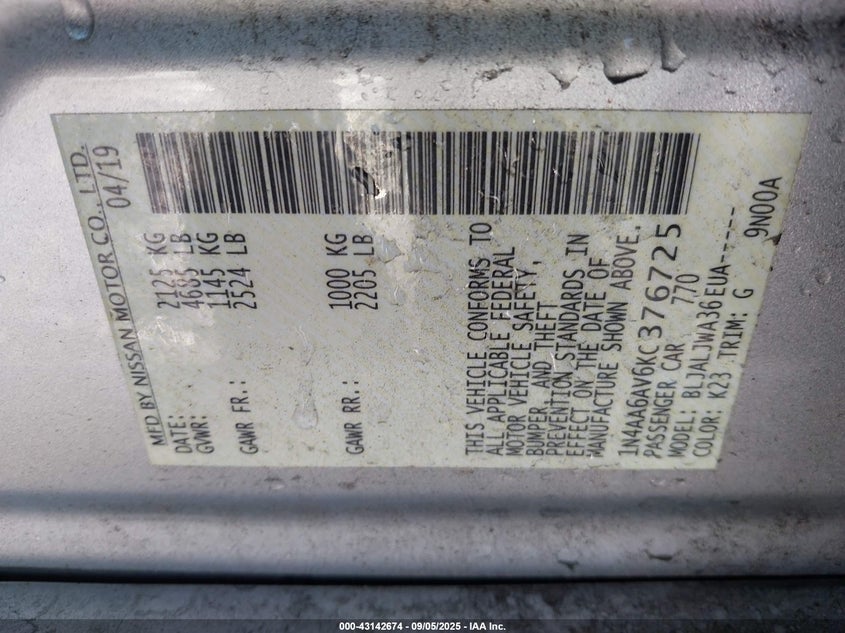 MFD BY NISSAN MOTOR CO., LTD.
DATE: 04/19
GVWR: 2125 KG
4685 LB
GAWR FR.: 1145 KG
2524 LB
GAWR RR.: 1000 KG
2205 LB
THIS VEHICLE CONFORMS TO
ALL APPLICABLE FEDERAL
MOTOR VEHICLE SAFETY,
BUMPER, AND THEFT
PREVENTION STANDARDS IN
EFFECT ON THE DATE OF
MANUFACTURE SHOWN ABOVE.
1N4AA6AV6KC376725
PASSENGER CAR 770
MODEL: BLJALJWA36EUA-----
COLOR: K23 TRIM: G 9N00A
000-43142674 - 09/05/2025 - IAA Inc.